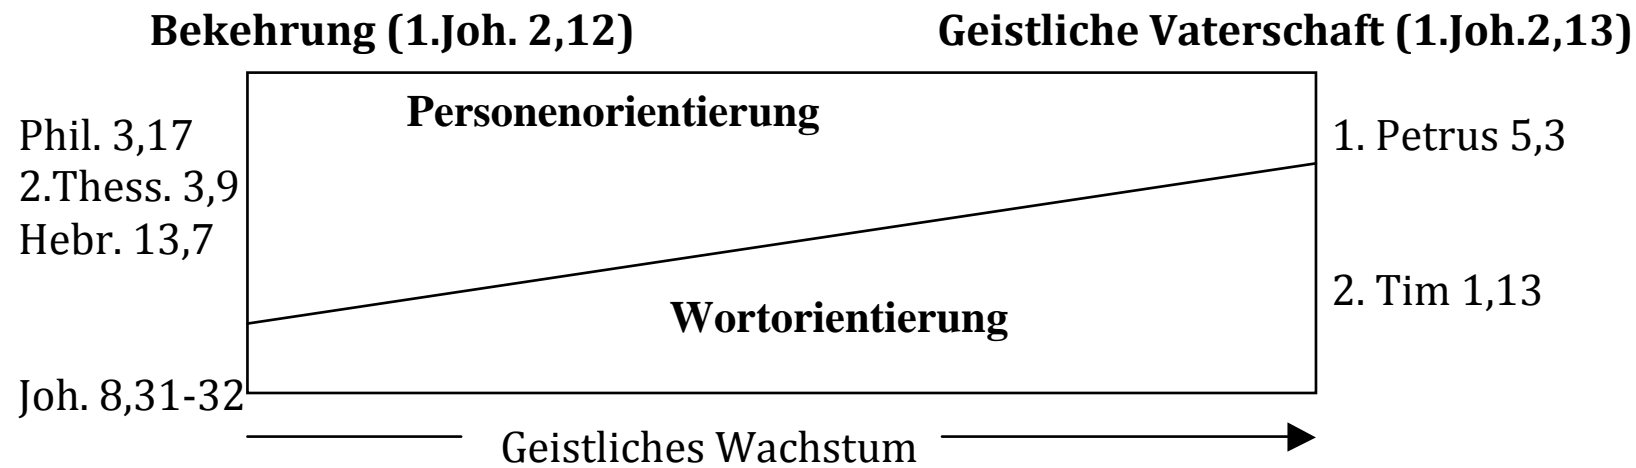 Bekehrung (1.Joh. 2,12)
Geistliche Vaterschaft (1.Joh.2,13)
Personenorientierung
Phil. 3,17
2.Thess. 3,9
Hebr. 13,7
1. Petrus 5,3
2. Tim 1,13
Wortorientierung
Joh. 8,31-32
Geistliches Wachstum